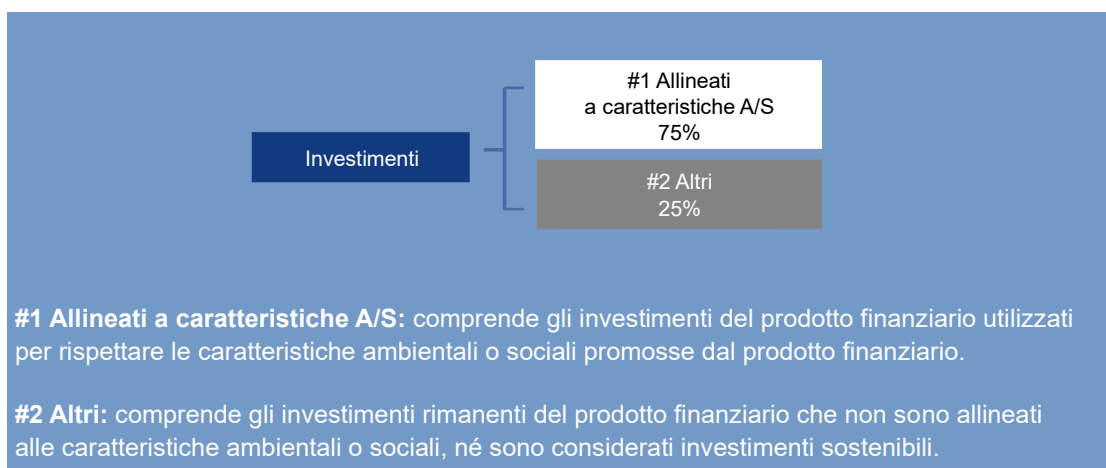 #1 Allineati
a caratteristiche A/S
75%
Investimenti
#2 Altri
25%
#1 Allineati a caratteristiche A/S: comprende gli investimenti del prodotto finanziario utilizzati
per rispettare le caratteristiche ambientali o sociali promosse dal prodotto finanziario.
#2 Altri: comprende gli investimenti rimanenti del prodotto finanziario che non sono allineati
alle caratteristiche ambientali o sociali, né sono considerati investimenti sostenibili.